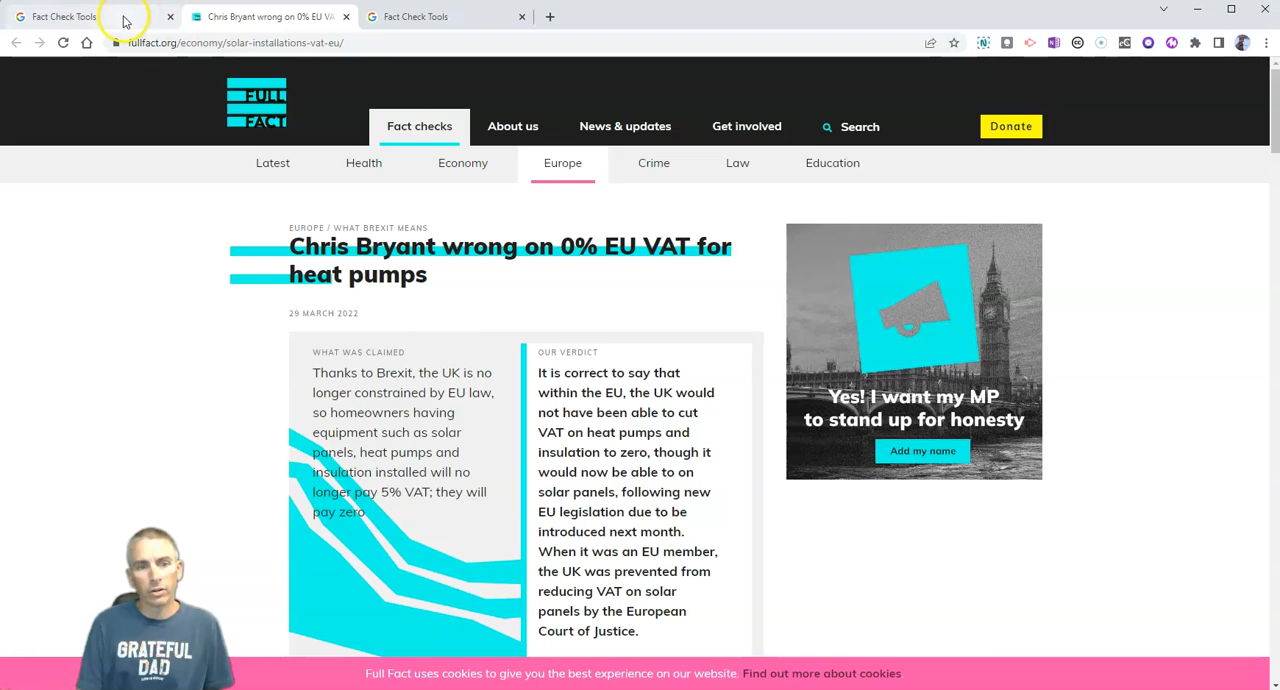 Fact Check Tools
Chris Bryant wrong on 0% EU VA
Fact Check Tools
fullfact.org/economy/solar-installations-vat-eu/
FULL
FACT
Fact checks
About us
News & updates
Get involved
Search
Donate
Latest
Health
Economy
Europe
Crime
Law
Education
EUROPE / WHAT BREXIT MEANS
Chris Bryant wrong on 0% EU VAT for
heat pumps
29 MARCH 2022
WHAT WAS CLAIMED
Thanks to Brexit, the UK is no
longer constrained by EU law,
so homeowners having
equipment such as solar
panels, heat pumps and
insulation installed will no
longer pay 5% VAT; they will
pay zero
OUR VERDICT
It is correct to say that
within the EU, the UK would
not have been able to cut
VAT on heat pumps and
insulation to zero, though it
would now be able to on
solar panels, following new
EU legislation due to be
introduced next month.
When it was an EU member,
the UK was prevented from
reducing VAT on solar
panels by the European
Court of Justice.
Yes! I want my MP
to stand up for honesty
Add my name
GRATEFUL
DAD
Full Fact uses cookies to give you the best experience on our website. Find out more about cookies